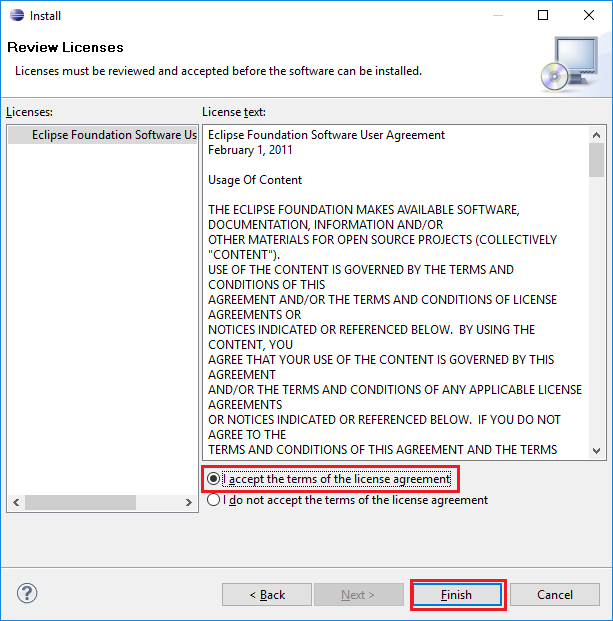 Install
Review Licenses
Licenses must be reviewed and accepted before the software can be installed.
Licenses:
Eclipse Foundation Software Us
License text:
Eclipse Foundation Software User Agreement
February 1, 2011
Usage Of Content
THE ECLIPSE FOUNDATION MAKES AVAILABLE SOFTWARE,
DOCUMENTATION, INFORMATION AND/OR
OTHER MATERIALS FOR OPEN SOURCE PROJECTS (COLLECTIVELY
"CONTENT").
USE OF THE CONTENT IS GOVERNED BY THE TERMS AND
CONDITIONS OF THIS
AGREEMENT AND/OR THE TERMS AND CONDITIONS OF LICENSE
AGREEMENTS OR
NOTICES INDICATED OR REFERENCED BELOW.  BY USING THE
CONTENT, YOU
AGREE THAT YOUR USE OF THE CONTENT IS GOVERNED BY THIS
AGREEMENT
AND/OR THE TERMS AND CONDITIONS OF ANY APPLICABLE LICENSE
AGREEMENTS
OR NOTICES INDICATED OR REFERENCED BELOW.  IF YOU DO NOT
AGREE TO THE
TERMS AND CONDITIONS OF THIS AGREEMENT AND THE TERMS
I accept the terms of the license agreement
I do not accept the terms of the license agreement
?
< Back
Next >
Finish
Cancel